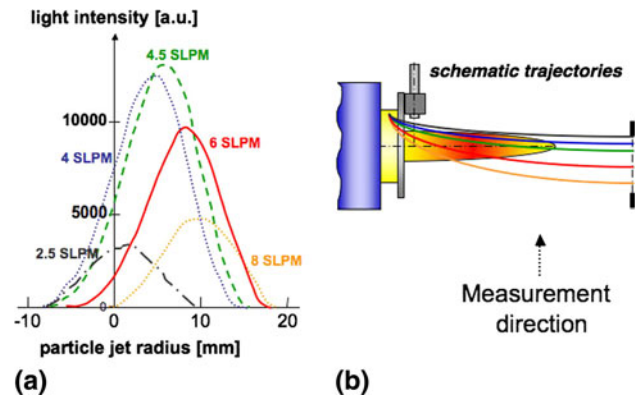 light intensity [a.u.]
4.5 SLPM
10000
4 SLPM
6 SLPM
5000
2.5 SLPM
8 SLPM
0
-10
0
10
20
particle jet radius [mm]
(a)
(b)
schematic trajectories
Measurement
direction